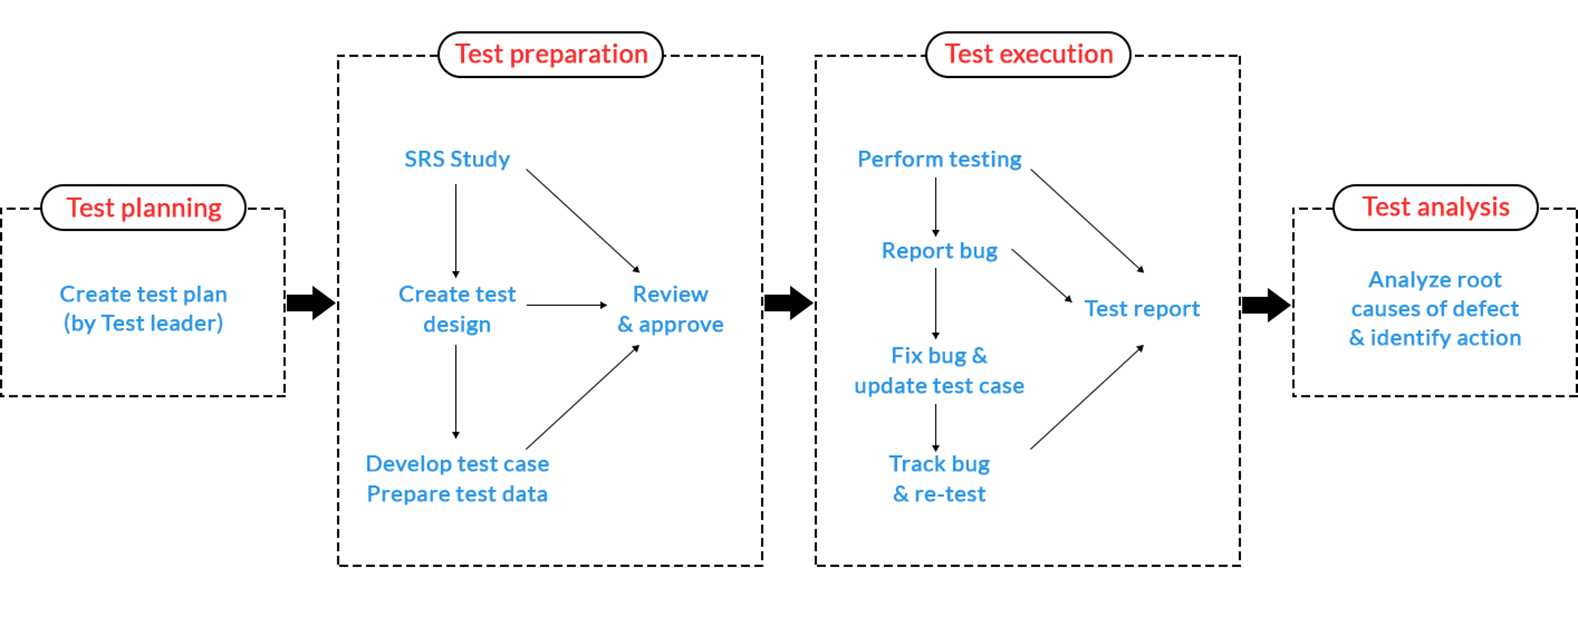 Test planning
Create test plan
(by Test leader)
Test preparation
SRS Study
Create test
design
Review
& approve
Develop test case
Prepare test data
Test execution
Perform testing
Report bug
Test report
Fix bug &
update test case
Track bug
& re-test
Test analysis
Analyze root
causes of defect
& identify action